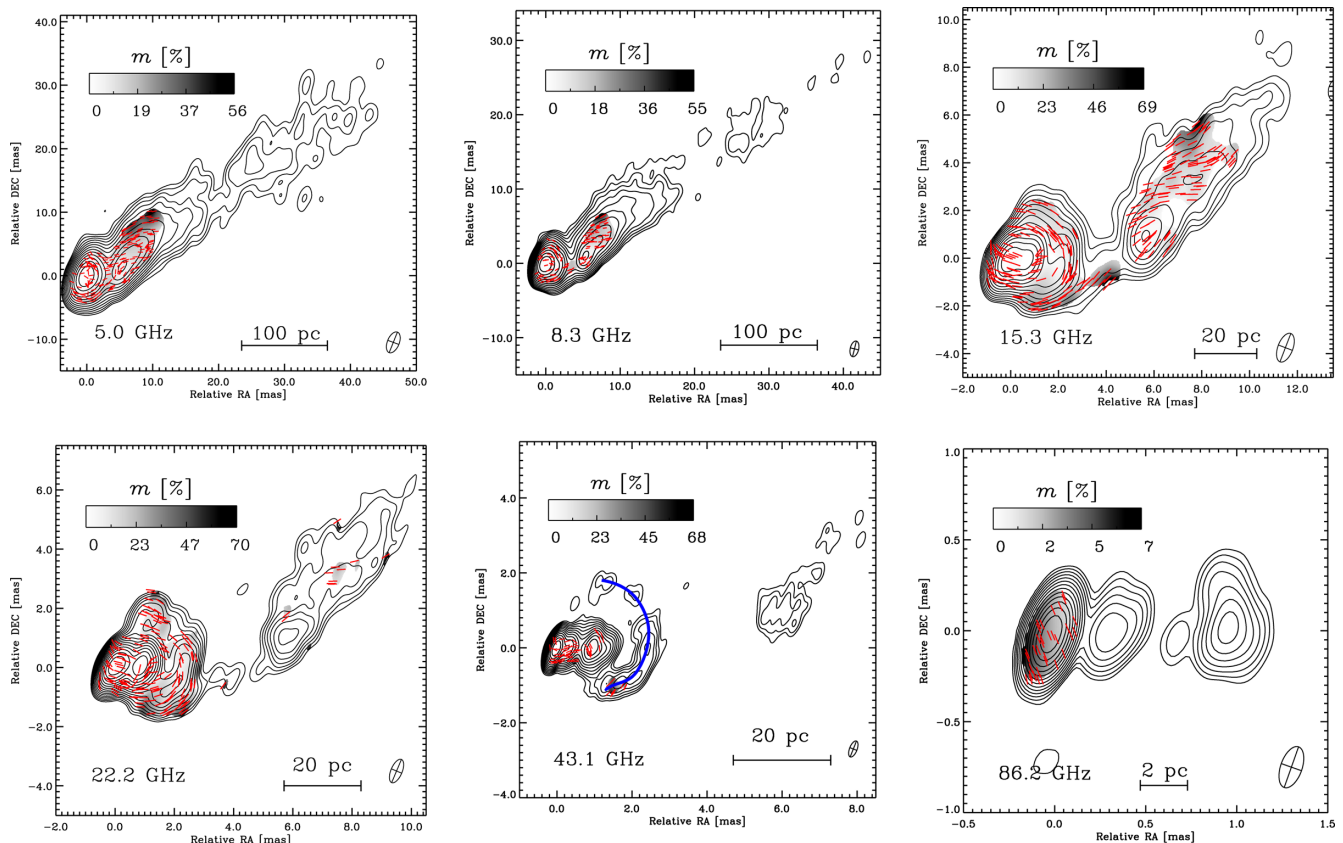 m [%]
0 19 37 56
40.0
30.0
20.0
10.0
0.0
−10.0
Relative DEC [mas]
5.0 GHz
100 pc
0.0 10.0 20.0 30.0 40.0 50.0
Relative RA [mas]
m [%]
0 18 36 55
30.0
20.0
10.0
0.0
−10.0
Relative DEC [mas]
8.3 GHz
100 pc
0.0 10.0 20.0 30.0 40.0
Relative RA [mas]
m [%]
0 23 46 69
10.0
8.0
6.0
4.0
2.0
0.0
−2.0
−4.0
Relative DEC [mas]
15.3 GHz
20 pc
−2.0 0.0 2.0 4.0 6.0 8.0 10.0 12.0
Relative RA [mas]
m [%]
0 23 47 70
6.0
4.0
2.0
0.0
−2.0
−4.0
Relative DEC [mas]
22.2 GHz
20 pc
−2.0 0.0 2.0 4.0 6.0 8.0 10.0
Relative RA [mas]
m [%]
0 23 45 68
4.0
2.0
0.0
−2.0
−4.0
Relative DEC [mas]
43.1 GHz
20 pc
0.0 2.0 4.0 6.0 8.0
Relative RA [mas]
m [%]
0 2 5 7
1.0
0.5
0.0
−0.5
−1.0
Relative DEC [mas]
86.2 GHz
2 pc
−0.5 0.0 0.5 1.0 1.5
Relative RA [mas]